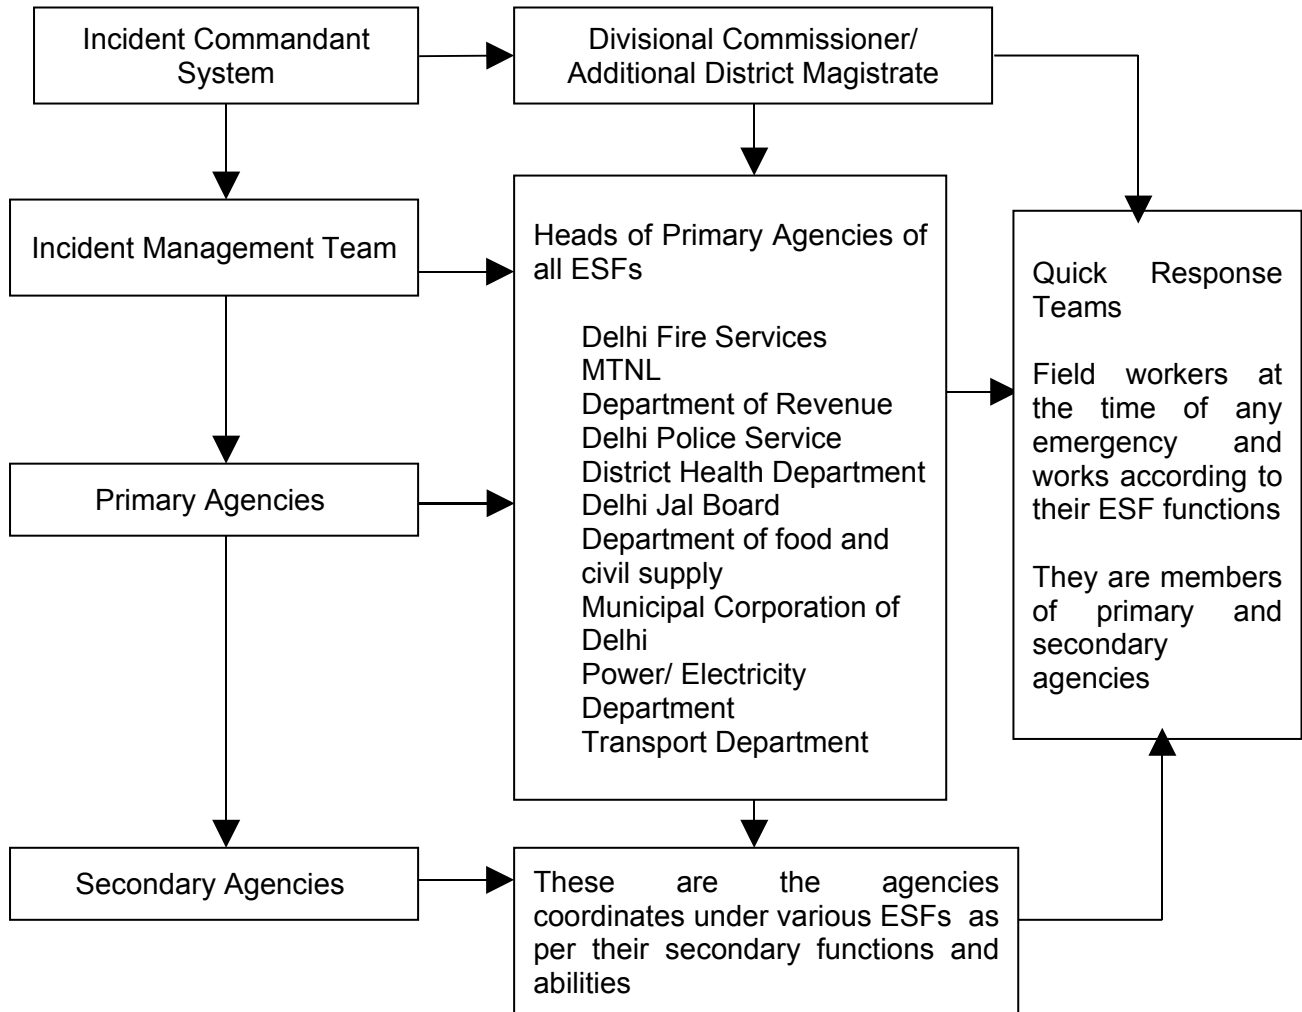 Incident Commandant
System
Divisional Commissioner/
Additional District Magistrate
Incident Management Team
Heads of Primary Agencies of
all ESFs
Delhi Fire Services
MTNL
Department of Revenue
Delhi Police Service
District Health Department
Delhi Jal Board
Department of food and
civil supply
Municipal Corporation of
Delhi
Power/ Electricity
Department
Transport Department
Quick Response
Teams
Field workers at
the time of any
emergency and
works according to
their ESF functions
They are members
of primary and
secondary
agencies
Primary Agencies
Secondary Agencies
These are the agencies
coordinates under various ESFs as
per their secondary functions and
abilities